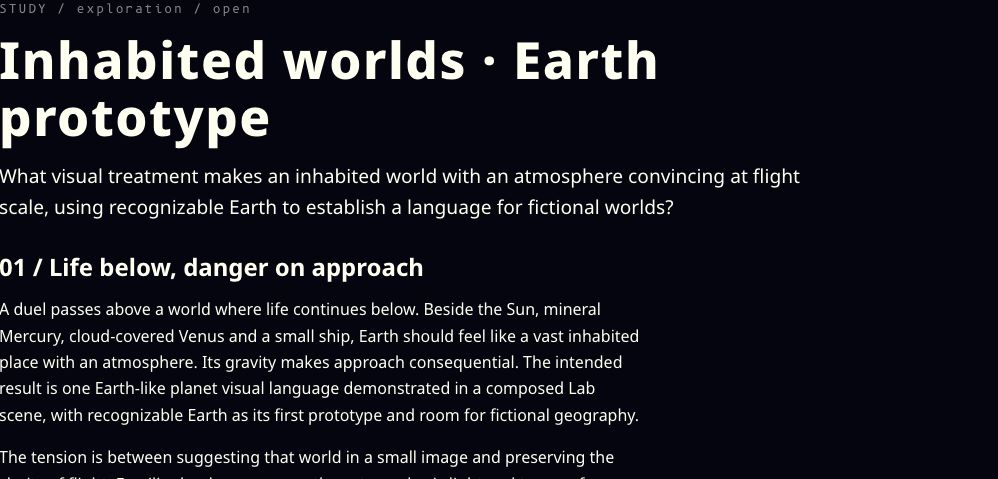 STUDY / exploration / open
Inhabited worlds · Earth
prototype
What visual treatment makes an inhabited world with an atmosphere convincing at flight
scale, using recognizable Earth to establish a language for fictional worlds?
01 / Life below, danger on approach
A duel passes above a world where life continues below. Beside the Sun, mineral
Mercury, cloud-covered Venus and a small ship, Earth should feel like a vast inhabited
place with an atmosphere. Its gravity makes approach consequential. The intended
result is one Earth-like planet visual language demonstrated in a composed Lab
scene, with recognizable Earth as its first prototype and room for fictional geography.
The tension is between suggesting that world in a small image and preserving the